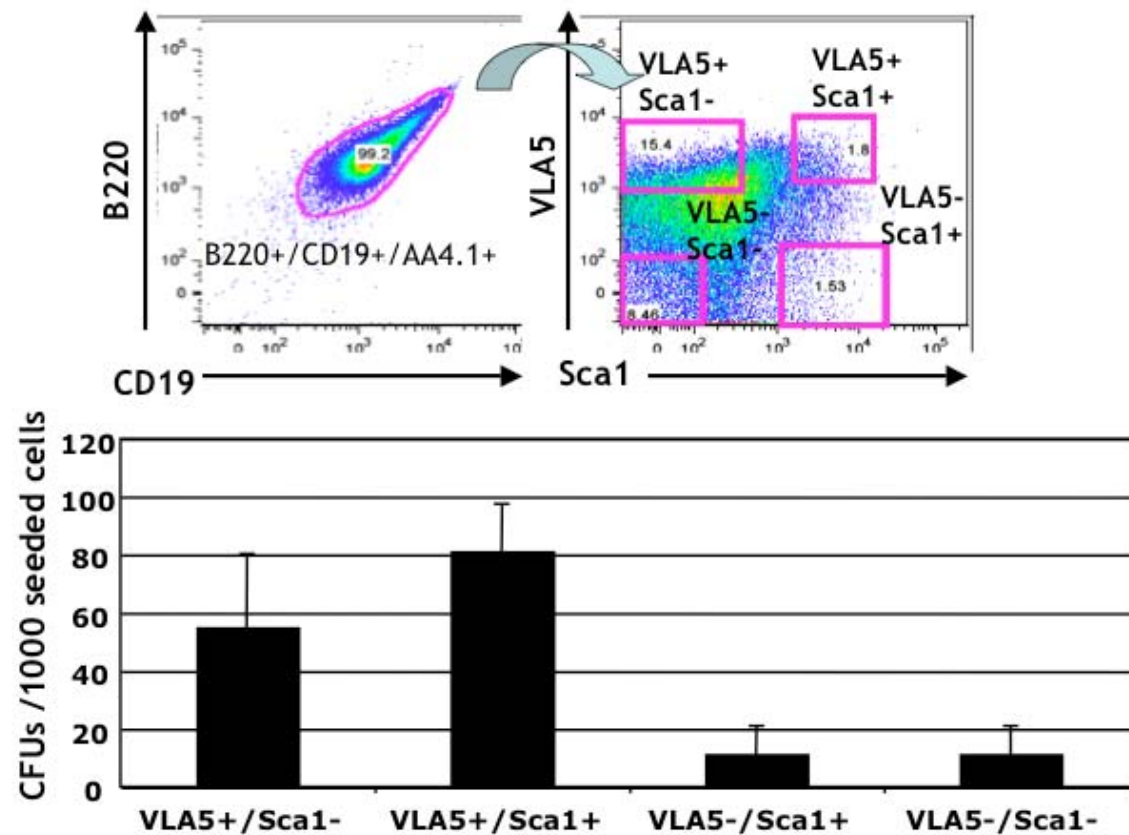 B220
10⁵
10⁴
10³
10²
0
99.2
B220+/CD19+/AA4.1+
0 10² 10³ 10⁴ 10
CD19
VLA5
10⁵
10⁴
10³
10²
0
VLA5+
Sca1-
VLA5+
Sca1+
15.4
1.8
VLA5-
Sca1-
VLA5-
Sca1+
8.46
1.53
0 10² 10³ 10⁴ 10⁵
Sca1
CFUs /1000 seeded cells
120
100
80
60
40
20
0
VLA5+/Sca1- VLA5+/Sca1+ VLA5-/Sca1+ VLA5-/Sca1-